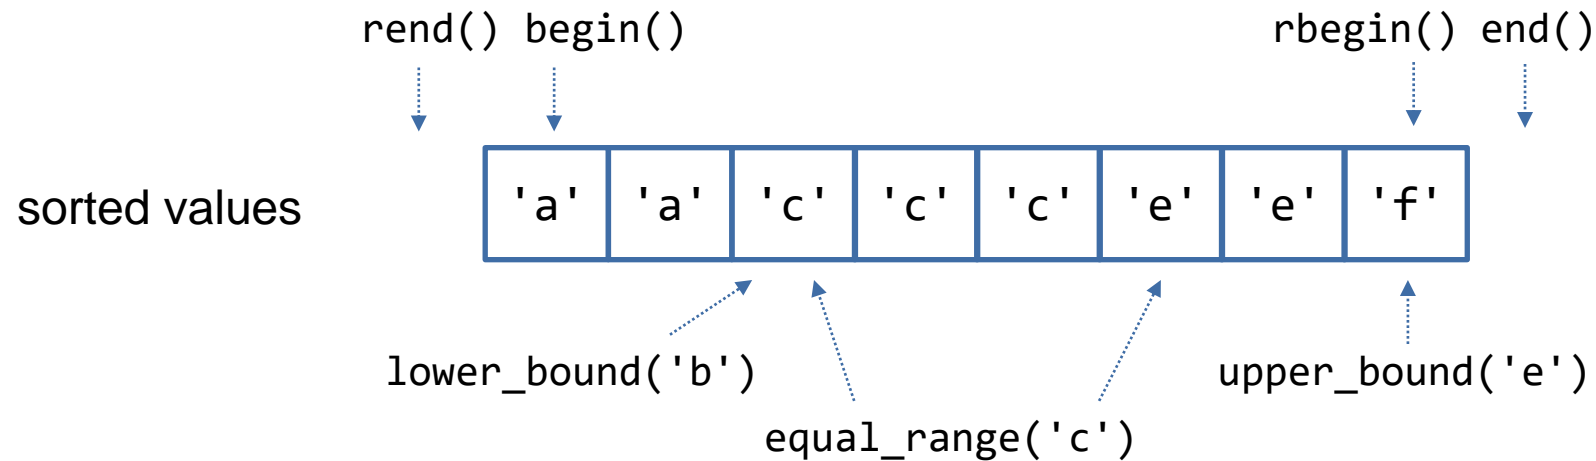 rend() begin() rbegin() end()
sorted values 'a' 'a' 'c' 'c' 'c' 'e' 'e' 'f'
lower_bound('b') upper_bound('e')
equal_range('c')